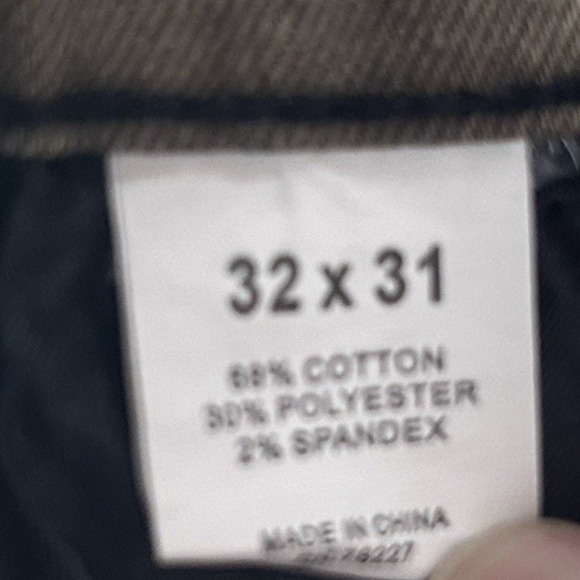 32 x 31
68% COTTON
30% POLYESTER
2% SPANDEX
MADE IN CHINA